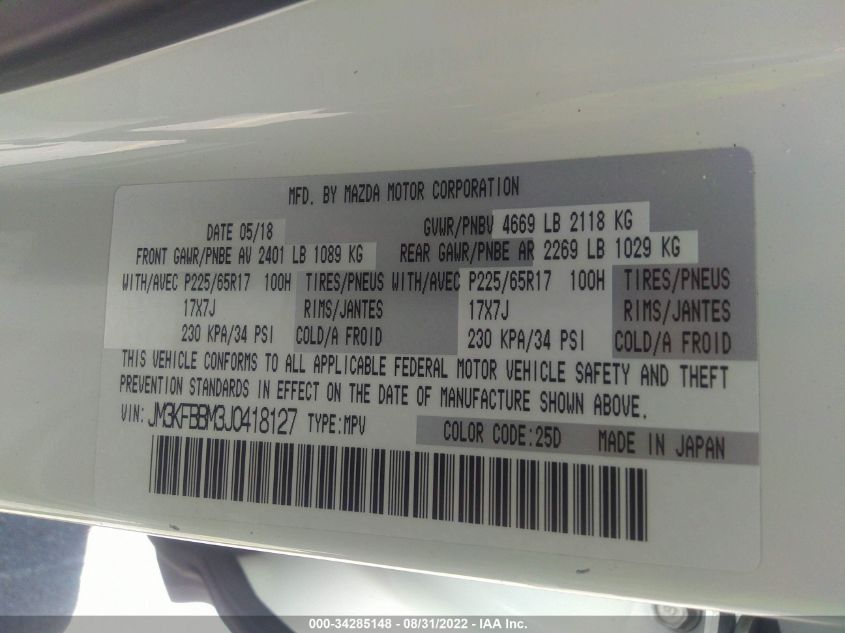 MFD. BY MAZDA MOTOR CORPORATION
DATE 05/18 GVWR/PNBV 4669 LB 2118 KG
FRONT GAWR/PNBE AV 2401 LB 1089 KG REAR GAWR/PNBE AR 2269 LB 1029 KG
WITH/AVEC P225/65R17 100H TIRES/PNEUS WITH/AVEC P225/65R17 100H TIRES/PNEUS
17X7J RIMS/JANTES 17X7J RIMS/JANTES
230 KPA/34 PSI COLD/A FROID 230 KPA/34 PSI COLD/A FROID
THIS VEHICLE CONFORMS TO ALL APPLICABLE FEDERAL MOTOR VEHICLE SAFETY AND THEFT
PREVENTION STANDARDS IN EFFECT ON THE DATE OF MANUFACTURE SHOWN ABOVE.
VIN: JM3KFBBM3J0418127 TYPE:MPV COLOR CODE:25D MADE IN JAPAN
000-34285148 - 08/31/2022 - IAA Inc.